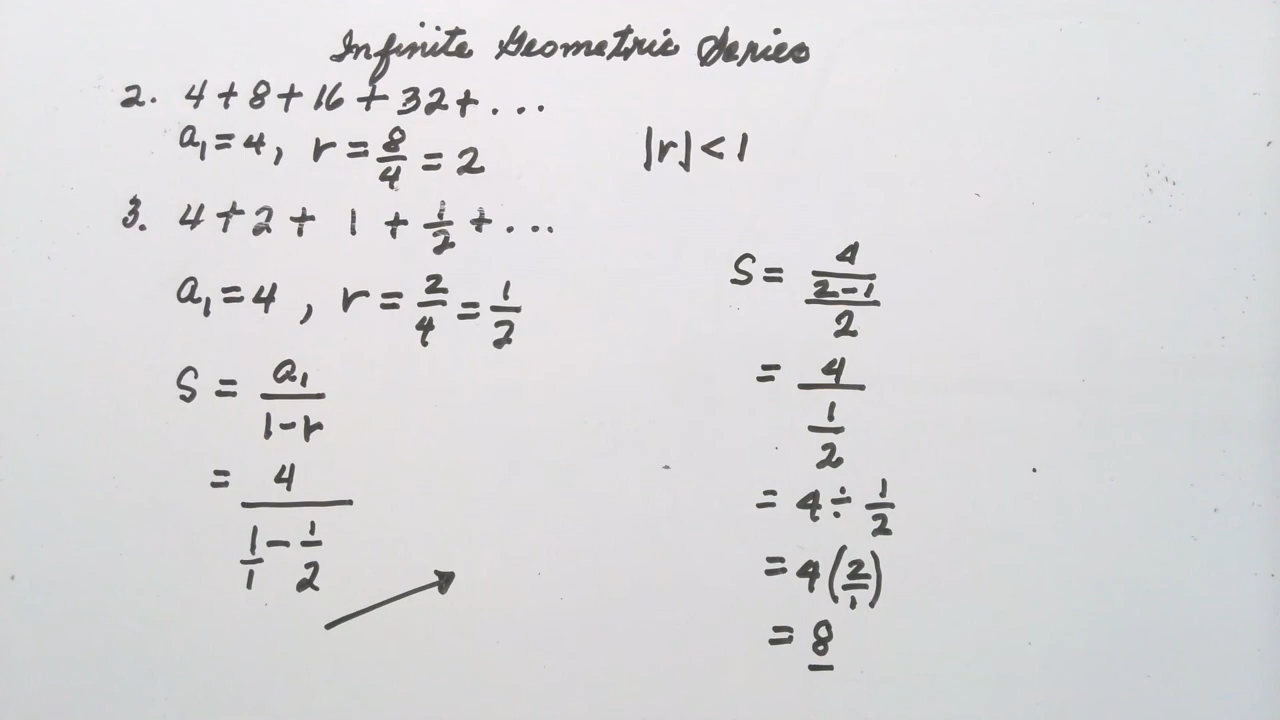 Infinite Geometric Series
2. 4 + 8 + 16 + 32 + ...
a₁ = 4, r = 8/4 = 2
|r| < 1
3. 4 + 2 + 1 + 1/2 + ...
a₁ = 4, r = 2/4 = 1/2
S = a₁/(1 - r)
= 4/(1/1 - 1/2)
S = 4/((2 - 1)/2)
= 4/(1/2)
= 4 ÷ 1/2
= 4(2/1)
= 8